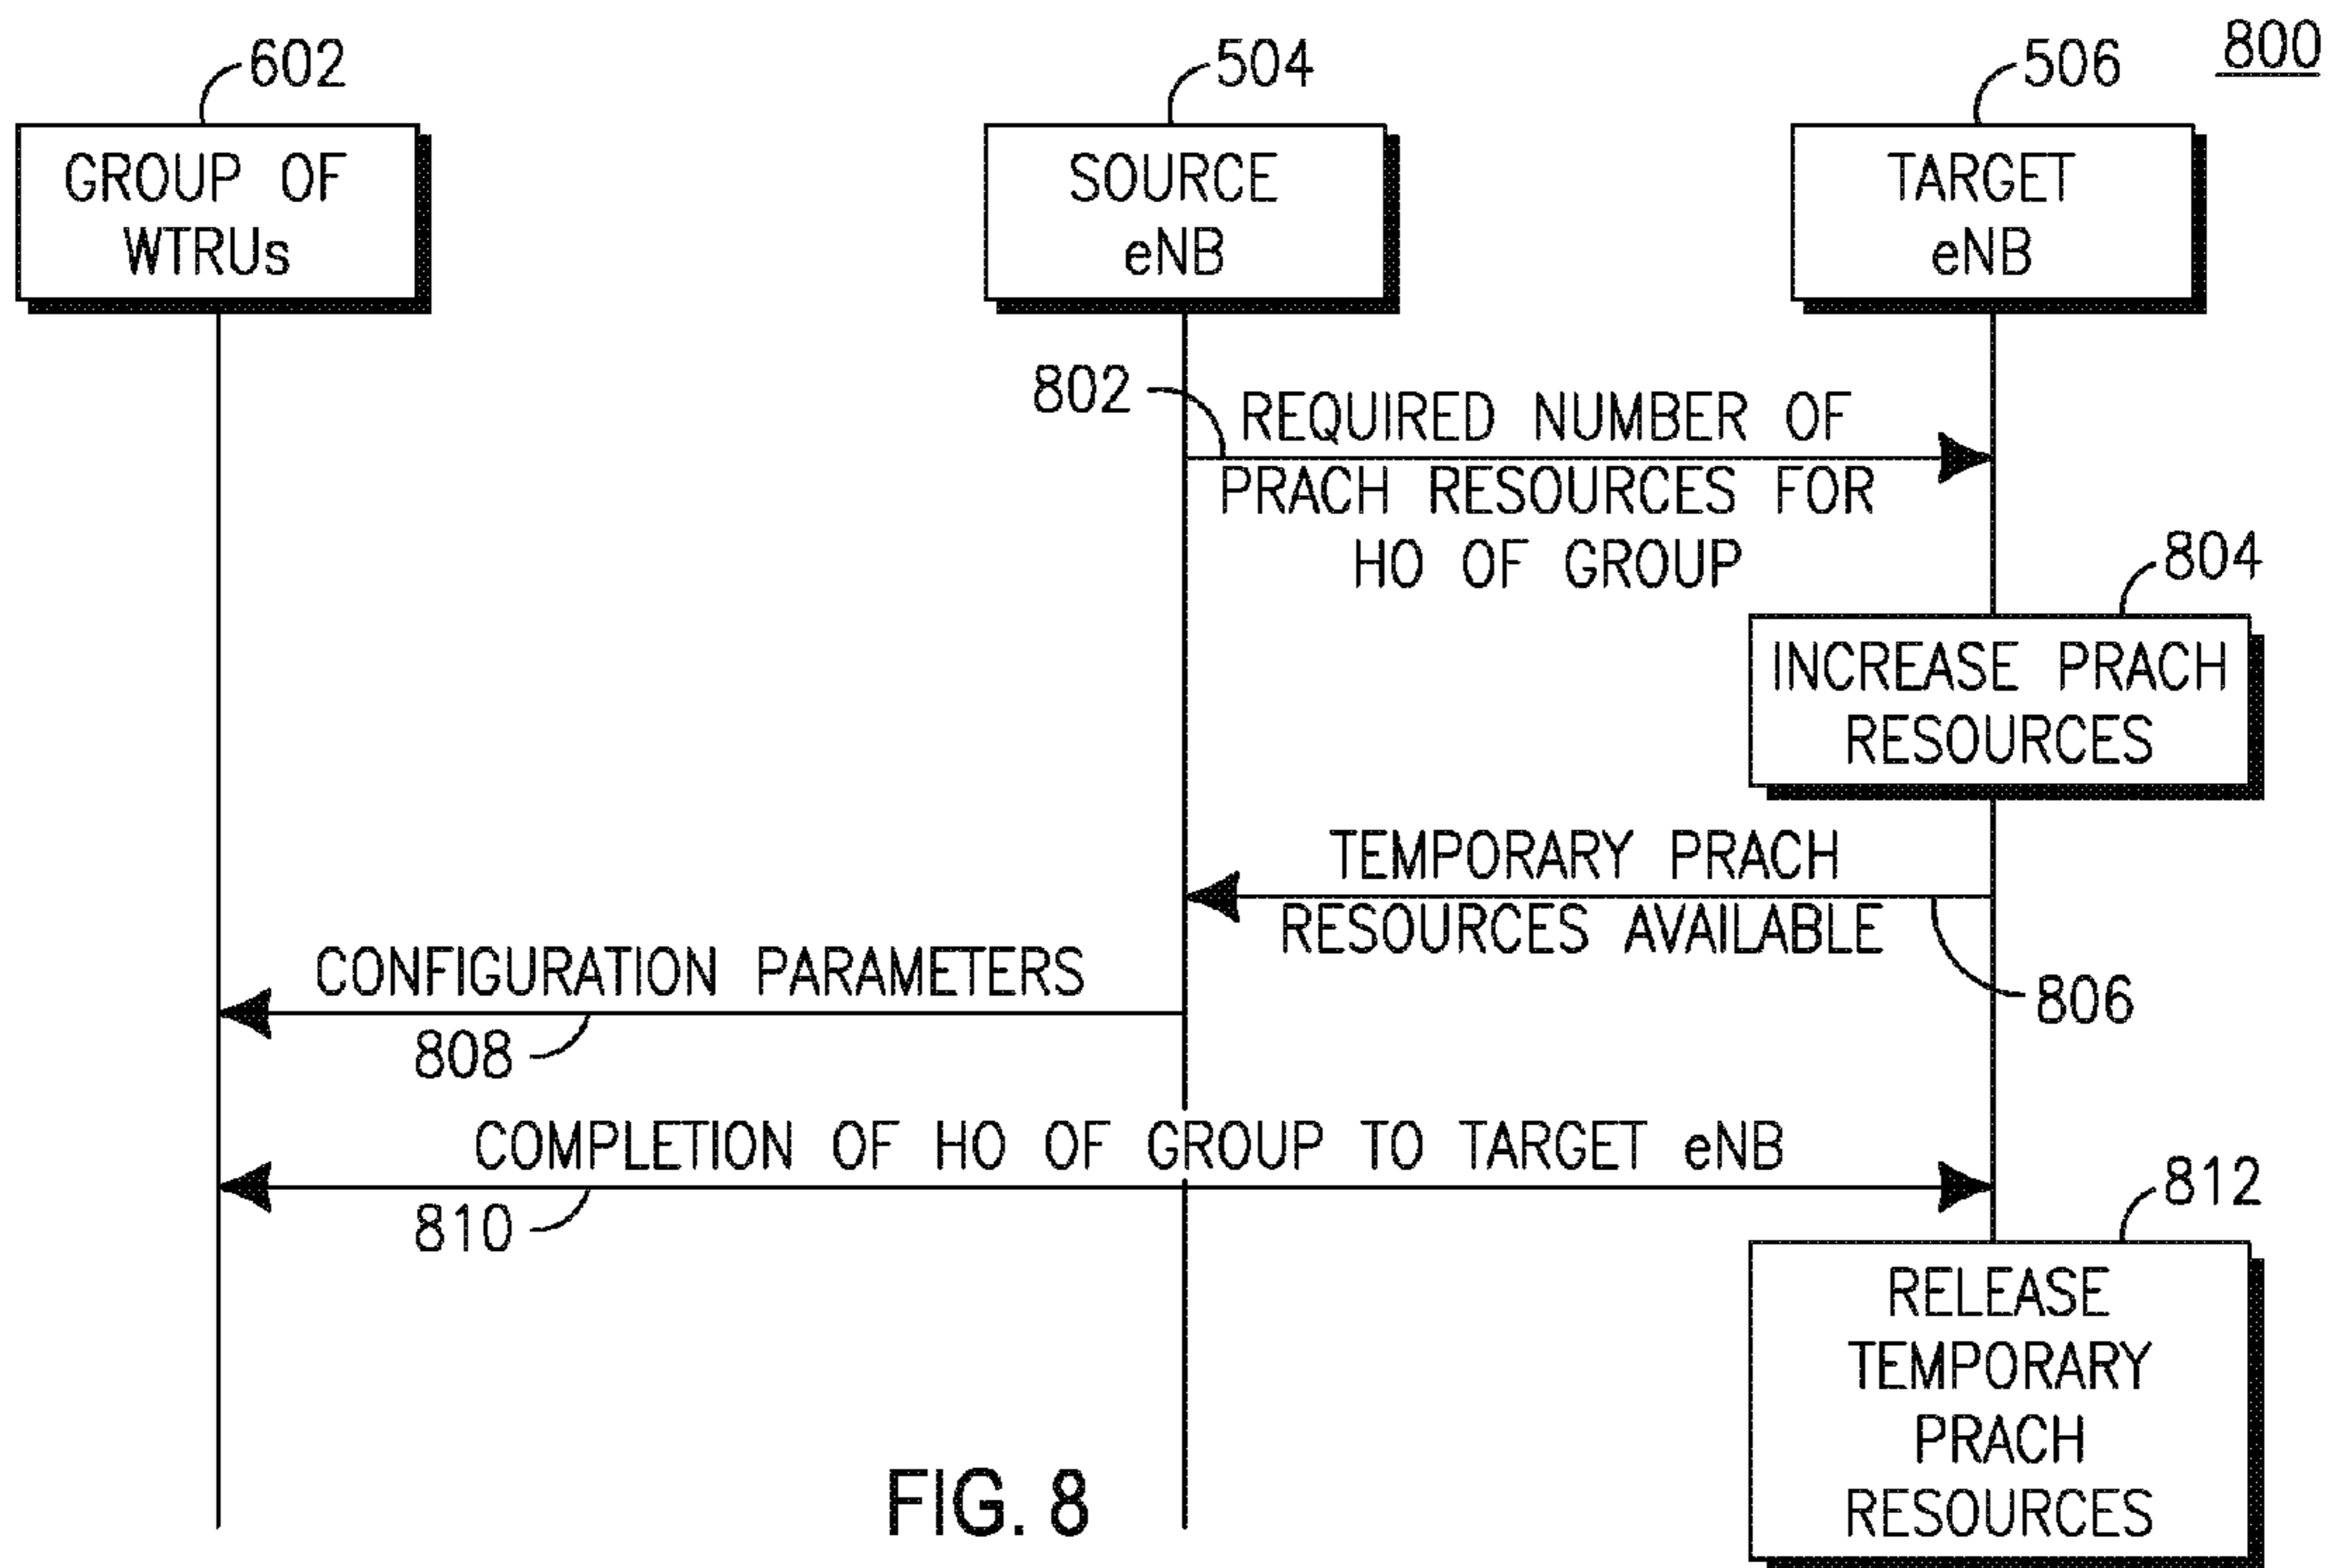 800
602
504
506
GROUP OF
WTRUs
SOURCE
eNB
TARGET
eNB
802
REQUIRED NUMBER OF
PRACH RESOURCES FOR
HO OF GROUP
804
INCREASE PRACH
RESOURCES
TEMPORARY PRACH
RESOURCES AVAILABLE
806
CONFIGURATION PARAMETERS
808
COMPLETION OF HO OF GROUP TO TARGET eNB
810
812
RELEASE
TEMPORARY
PRACH
RESOURCES
FIG. 8